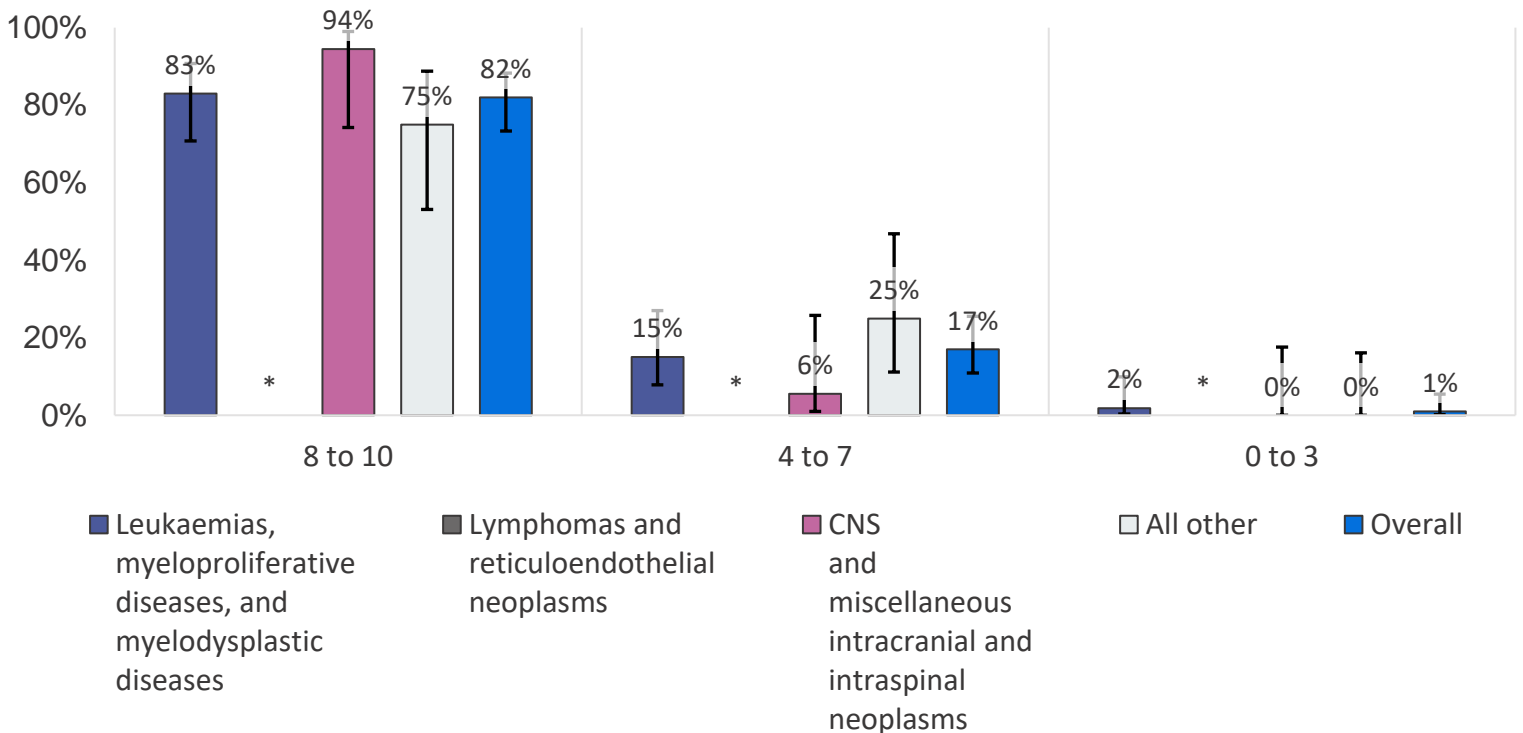 100%
80%
60%
40%
20%
0%
83%
*
94%
75%
82%
15%
*
6%
25%
17%
2%
*
0%
0%
1%
8 to 10
4 to 7
0 to 3
Leukaemias,
myeloproliferative
diseases, and
myelodysplastic
diseases
Lymphomas and
reticuloendothelial
neoplasms
CNS
and
miscellaneous
intracranial and
intraspinal
neoplasms
All other
Overall